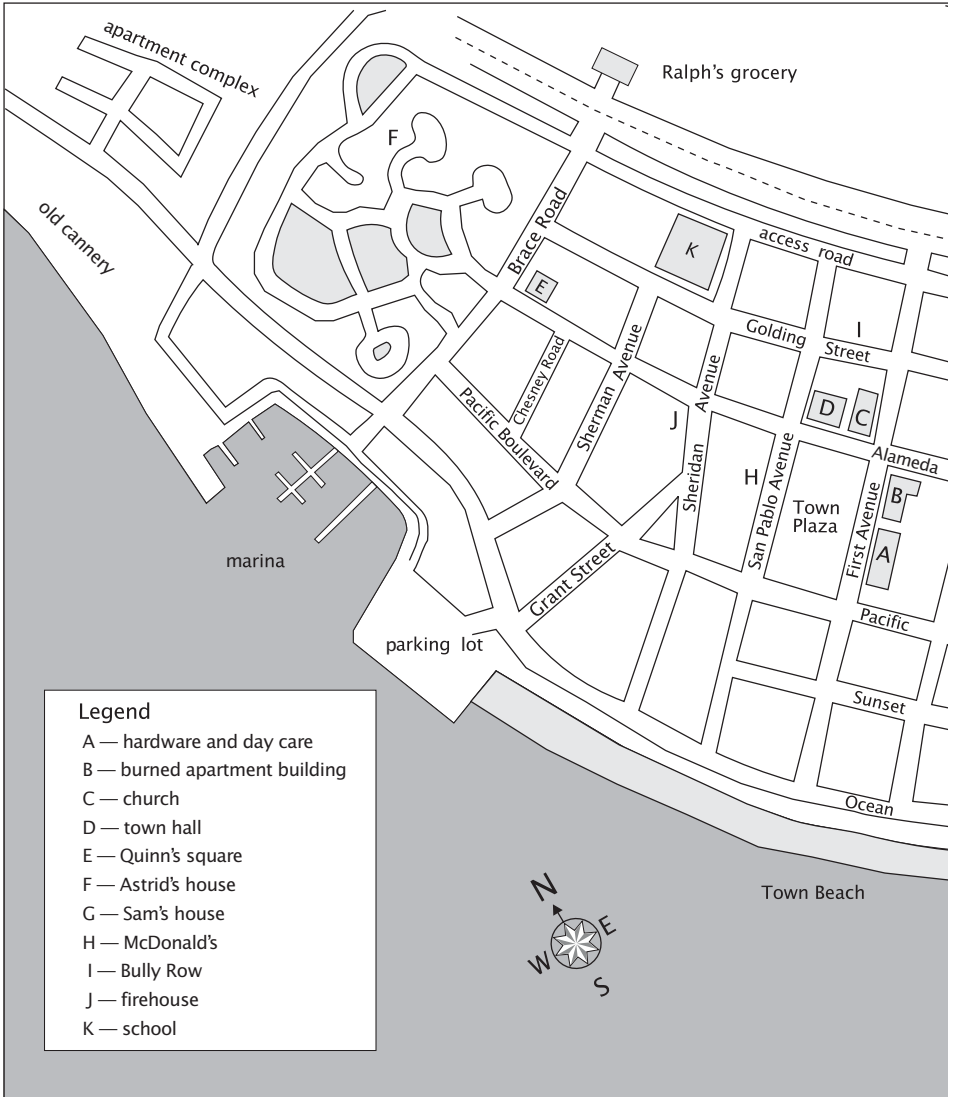 apartment complex
Ralph's grocery
F
old cannery
Brace Road
K
access road
E
I
Golding Street
Chesney Road
Sherman Avenue
Sheridan Avenue
D
C
J
Pacific Boulevard
Alameda
H
San Pablo Avenue
Town
Plaza
First Avenue
B
A
marina
Grant Street
Pacific
parking lot
Sunset
Ocean
Town Beach
Legend
A — hardware and day care
B — burned apartment building
C — church
D — town hall
E — Quinn's square
F — Astrid's house
G — Sam's house
H — McDonald's
I — Bully Row
J — firehouse
K — school
N
E
W
S